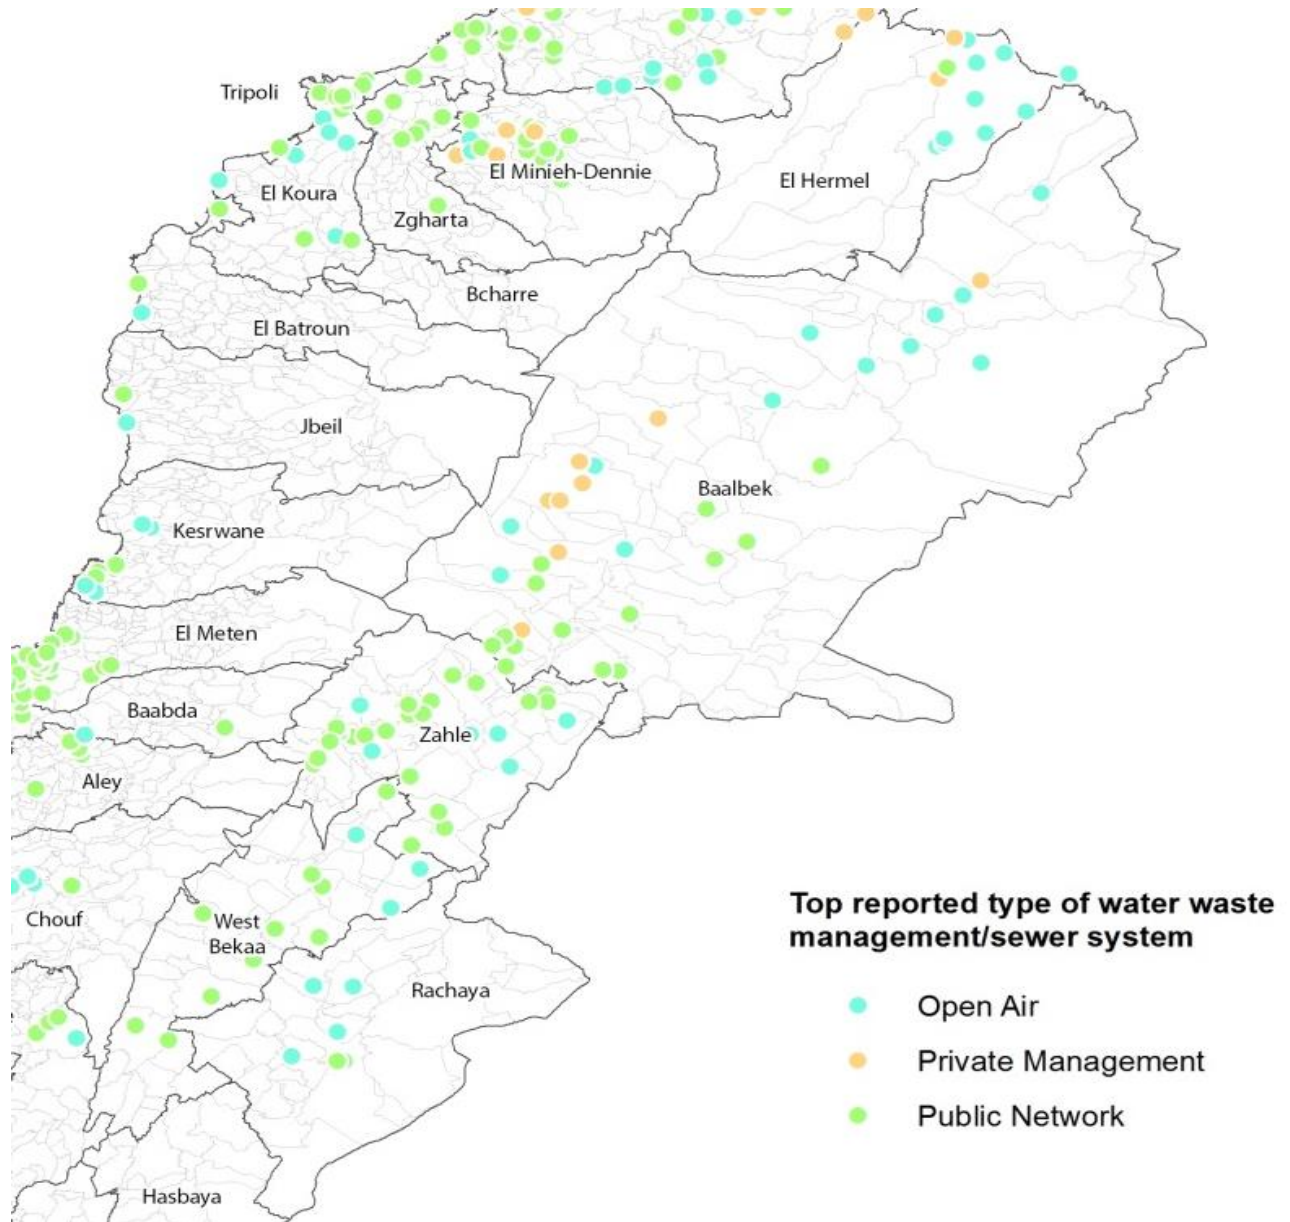 Tripoli
El Koura
Zgharta
El Minieh-Dennie
El Hermel
Bcharre
El Batroun
Jbeil
Baalbek
Kesrwane
El Meten
Baabda
Zahle
Aley
Chouf
West
Bekaa
Rachaya
Hasbaya
Top reported type of water waste
management/sewer system
Open Air
Private Management
Public Network